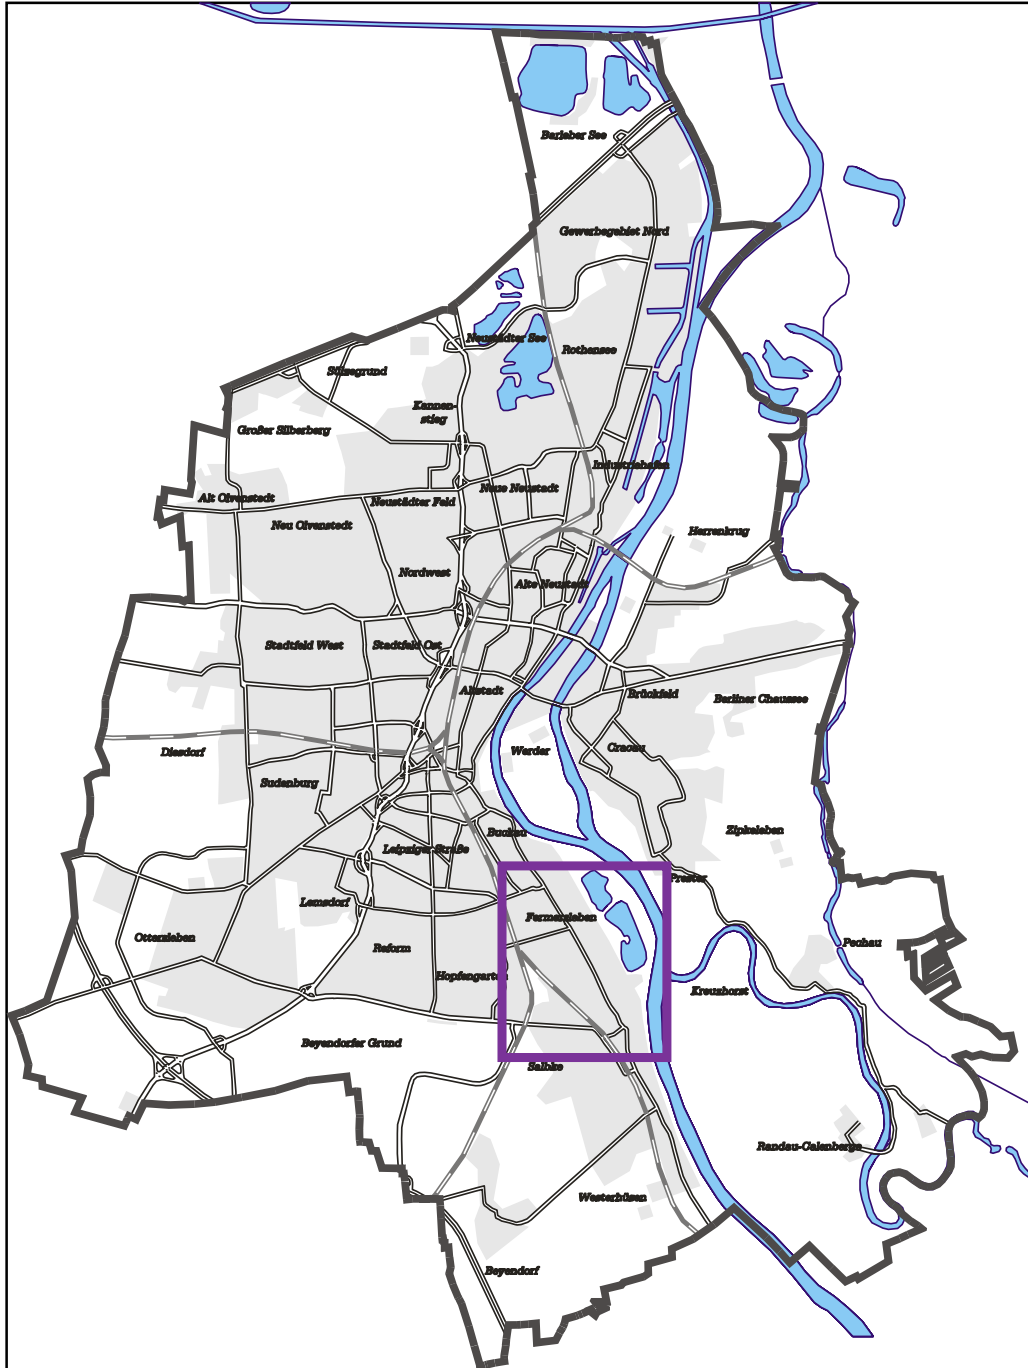 Barleber See
Gewerbegebiet Nord
Neustädter See
Rothensee
Sülzegrund
Kannen-
stieg
Großer Silberberg
Industriehafen
Neue Neustadt
Alt Olvenstedt
Neustädter Feld
Neu Olvenstedt
Herrenkrug
Nordwest
Alte Neustadt
Stadtfeld West
Stadtfeld Ost
Altstadt
Brückfeld
Berliner Chaussee
Diesdorf
Werder
Cracau
Sudenburg
Buckau
Zipkeleben
Leipziger Straße
Prester
Lemsdorf
Fermersleben
Ottersleben
Reform
Pechau
Hopfengarten
Kreuzhorst
Beyendorfer Grund
Salbke
Randau-Calenberge
Westerhüsen
Beyendorf